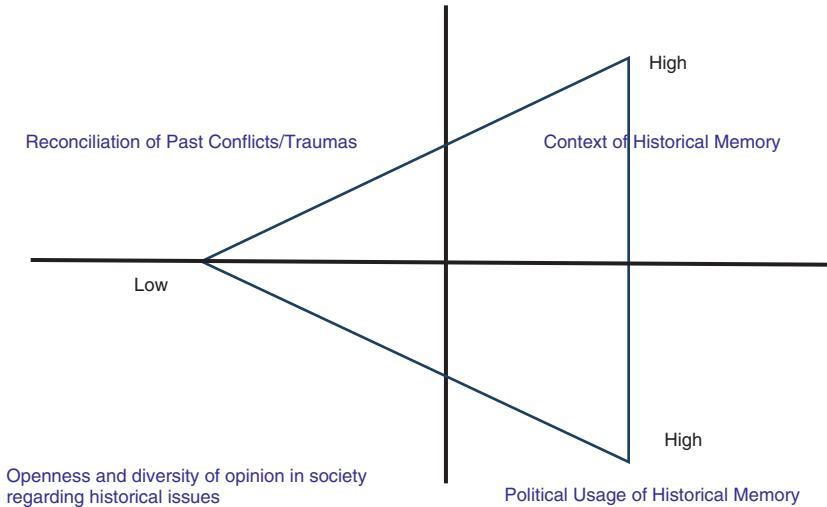 High
Reconciliation of Past Conflicts/Traumas
Context of Historical Memory
Low
High
Openness and diversity of opinion in society
regarding historical issues
Political Usage of Historical Memory